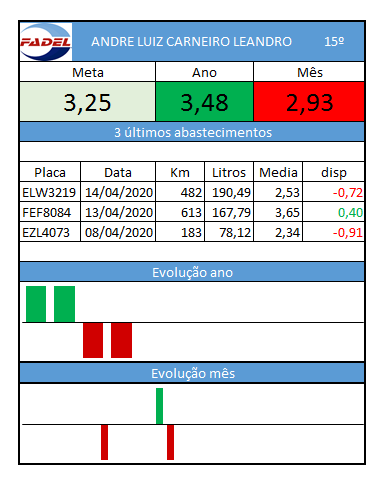 FADEL ANDRE LUIZ CARNEIRO LEANDRO 15º
Meta Ano Mês
3,25 3,48 2,93
3 últimos abastecimentos
Placa Data Km Litros Media disp
ELW3219 14/04/2020 482 190,49 2,53 -0,72
FEF8084 13/04/2020 613 167,79 3,65 0,40
EZL4073 08/04/2020 183 78,12 2,34 -0,91
Evolução ano
Evolução mês